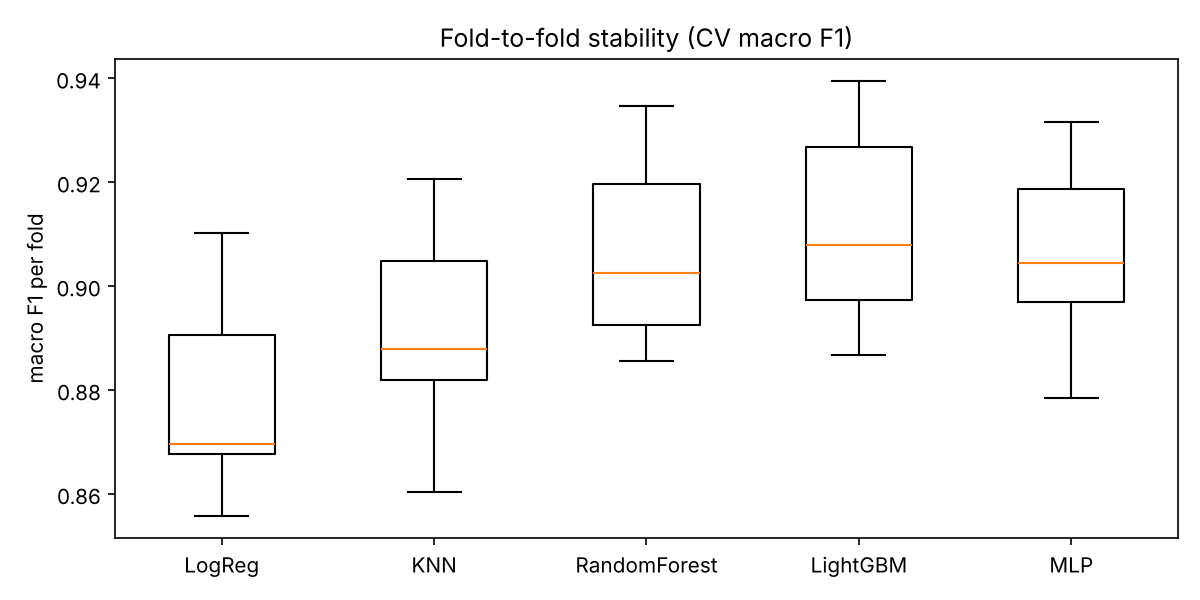 Fold-to-fold stability (CV macro F1)
macro F1 per fold
0.94
0.92
0.90
0.88
0.86
LogReg
KNN
RandomForest
LightGBM
MLP